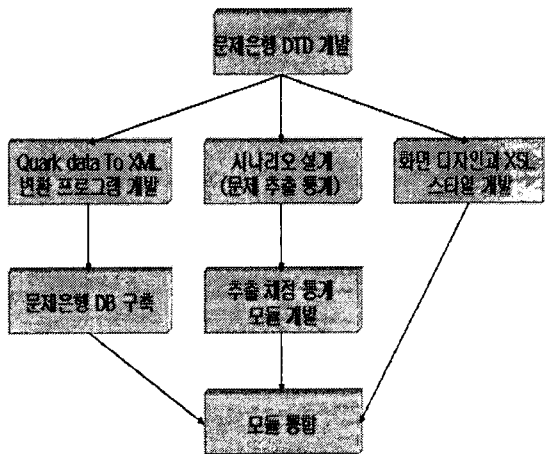 문제은행 DTD 개발
Quark data To XML
변환 프로그램 개발
시나리오 설계
(문제 추출 통계)
화면 디자인과 XSL
스타일 개발
문제은행 DB 구축
추출 채점 통계
모듈 개발
모듈 통합